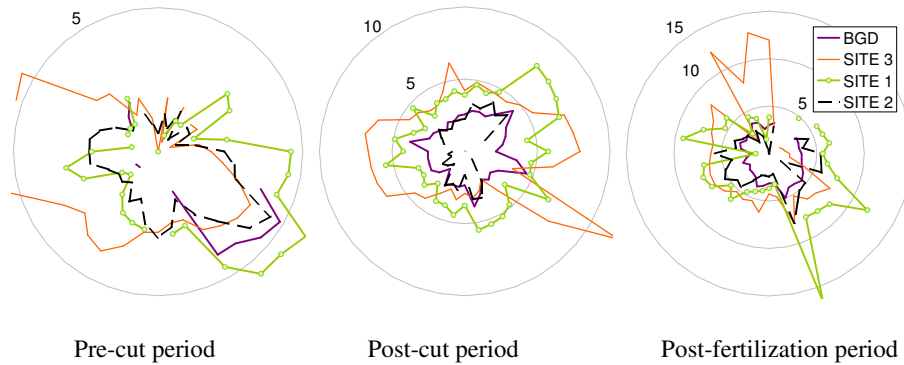 5
10
5
15
10
5
BGD
SITE 3
SITE 1
SITE 2
Pre-cut period
Post-cut period
Post-fertilization period